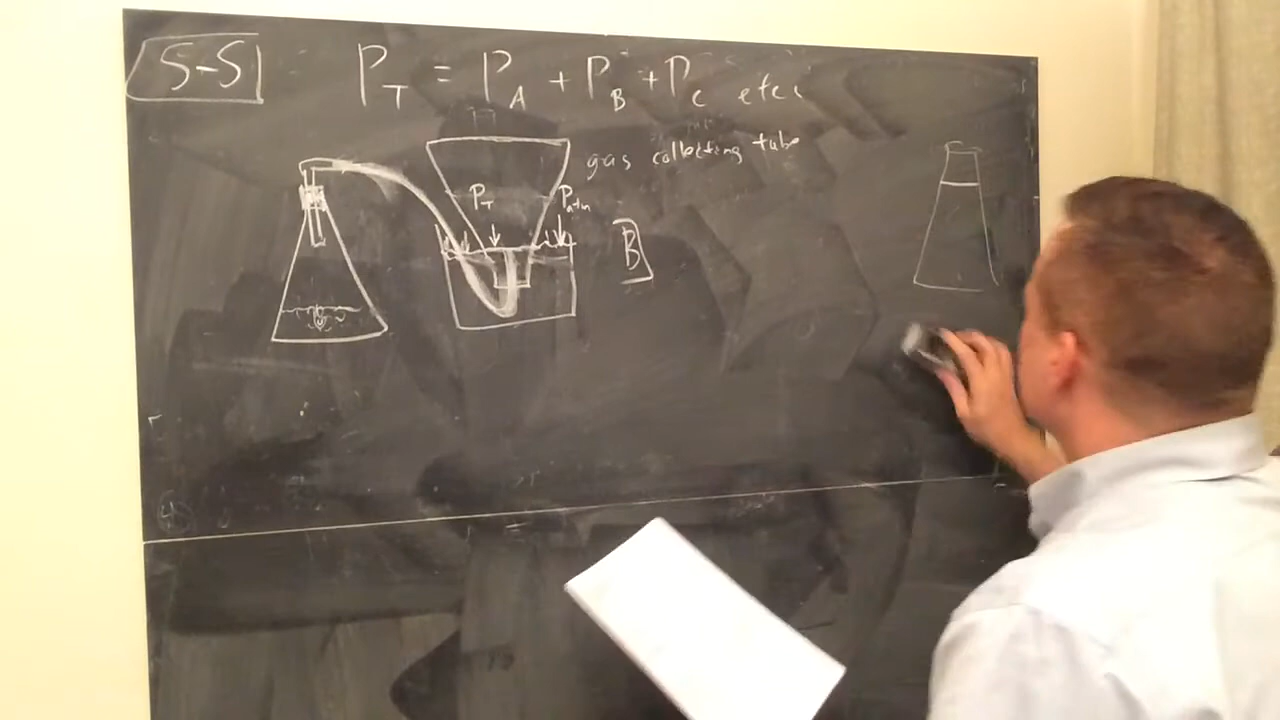 5-5
P_T = P_A + P_B + P_C etc.
gas collecting tube
P_T
P_atm
B